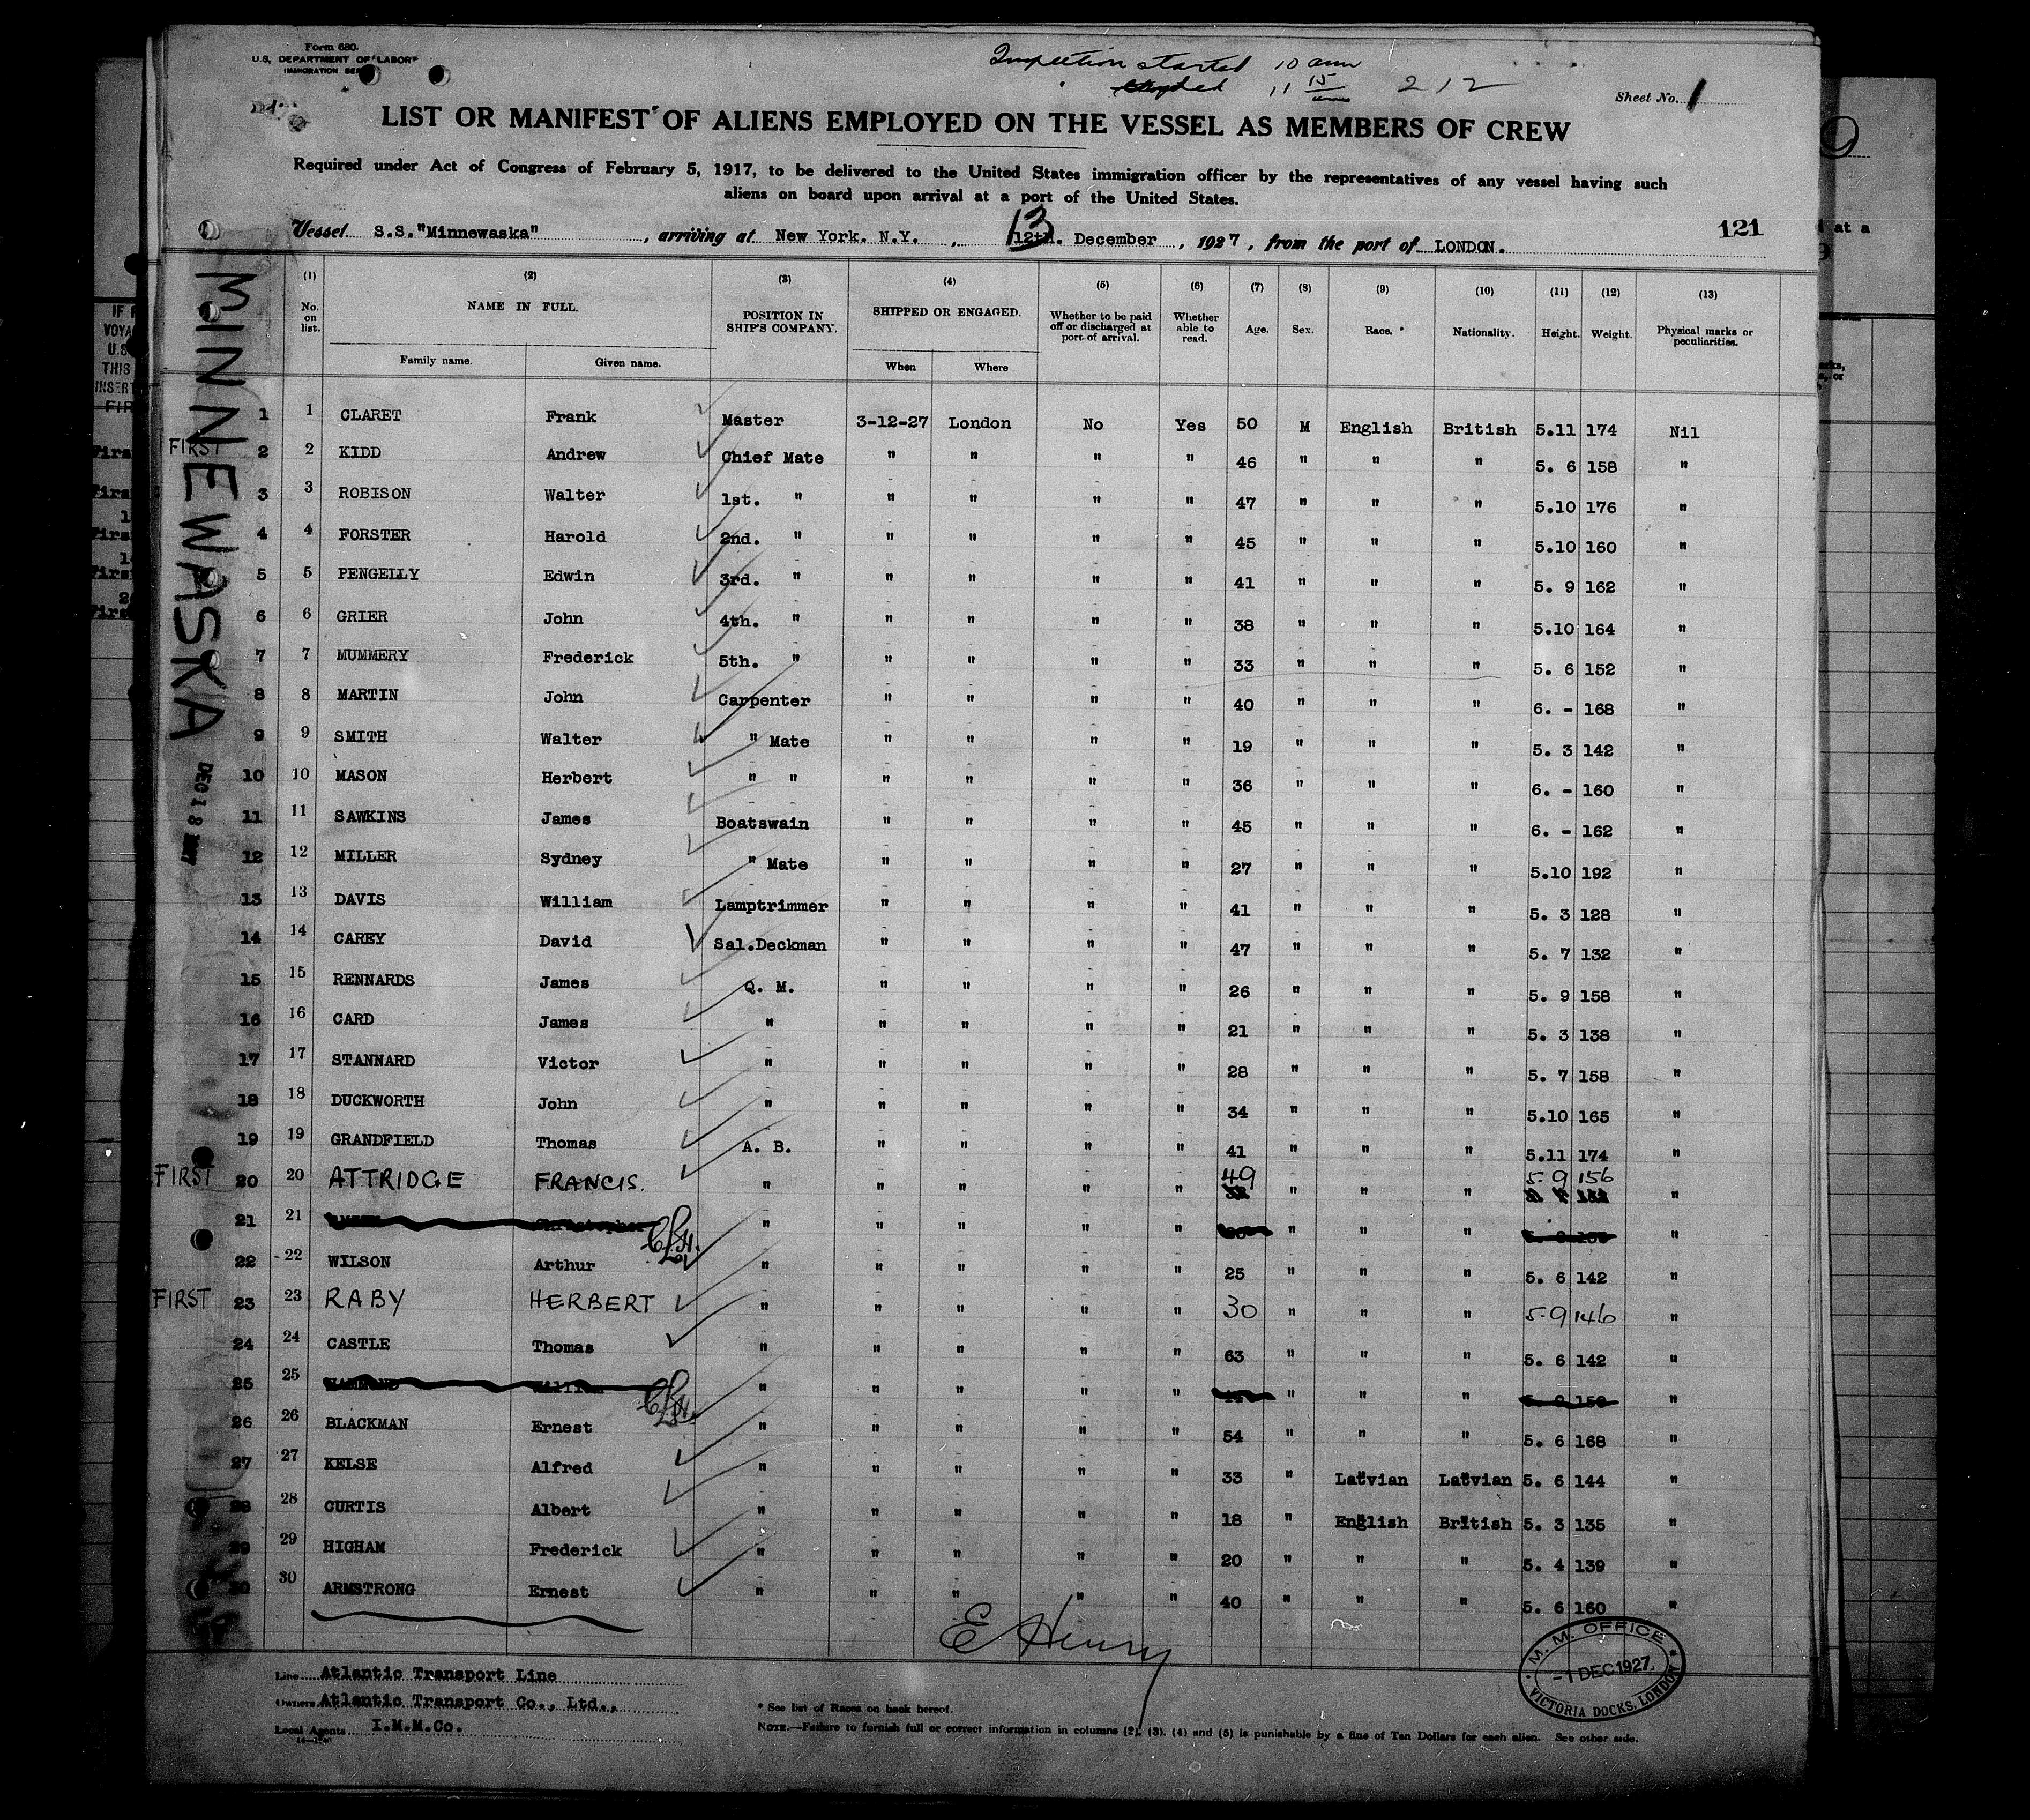 Form 680.
U.S. DEPARTMENT OF LABOR
IMMIGRATION
Inspection started 10 am
ended 11 15 am 212
Sheet No. 1
LIST OR MANIFEST OF ALIENS EMPLOYED ON THE VESSEL AS MEMBERS OF CREW
Required under Act of Congress of February 5, 1917, to be delivered to the United States immigration officer by the representatives of any vessel having such
aliens on board upon arrival at a port of the United States.
Vessel S.S."Minnewaska", arriving at New York. N.Y., 13 12th. December, 1927, from the port of LONDON. 121
(1) (2) (3) (4) (5) (6) (7) (8) (9) (10) (11) (12) (13)
No. on list. NAME IN FULL. POSITION IN SHIP'S COMPANY. SHIPPED OR ENGAGED. Whether to be paid off or discharged at port of arrival. Whether able to read. Age. Sex. Race. * Nationality. Height. Weight. Physical marks or peculiarities.
Family name. Given name. When Where
MINNEWASKA
DEC 13 1927
1 1 CLARET Frank Master 3-12-27 London No Yes 50 M English British 5.11 174 Nil
FIRST 2 2 KIDD Andrew Chief Mate " " " " 46 " " " 5. 6 158 "
3 3 ROBISON Walter 1st. " " " " " 47 " " " 5.10 176 "
4 4 FORSTER Harold 2nd. " " " " " 45 " " " 5.10 160 "
5 5 PENGELLY Edwin 3rd. " " " " " 41 " " " 5. 9 162 "
6 6 GRIER John 4th. " " " " " 38 " " " 5.10 164 "
7 7 MUMMERY Frederick 5th. " " " " " 33 " " " 5. 6 152 "
8 8 MARTIN John Carpenter " " " " 40 " " " 6. - 168 "
9 9 SMITH Walter " Mate " " " " 19 " " " 5. 3 142 "
10 10 MASON Herbert " " " " " " 36 " " " 6. - 160 "
11 11 SAWKINS James Boatswain " " " " 45 " " " 6. - 162 "
12 12 MILLER Sydney " Mate " " " " 27 " " " 5.10 192 "
13 13 DAVIS William Lamptrimmer " " " " 41 " " " 5. 3 128 "
14 14 CAREY David Sal.Deckman " " " " 47 " " " 5. 7 132 "
15 15 RENNARDS James Q. M. " " " " 26 " " " 5. 9 158 "
16 16 CARD James " " " " " 21 " " " 5. 3 138 "
17 17 STANNARD Victor " " " " " 28 " " " 5. 7 158 "
18 18 DUCKWORTH John " " " " " 34 " " " 5.10 165 "
19 19 GRANDFIELD Thomas A. B. " " " " 41 " " " 5.11 174 "
FIRST 20 20 ATTRIDGE FRANCIS. " " " " " 49 " " " 5-9 156 "
21 21 Christopher " " " " " " " " "
22 22 WILSON Arthur " " " " " 25 " " " 5. 6 142 "
FIRST 23 23 RABY HERBERT " " " " " 30 " " " 5-9 146 "
24 24 CASTLE Thomas " " " " " 63 " " " 5. 6 142 "
25 25 William " " " " " " " " "
26 26 BLACKMAN Ernest " " " " " 54 " " " 5. 6 168 "
27 27 KELSE Alfred " " " " " 33 " Latvian Latvian 5. 6 144 "
28 28 CURTIS Albert " " " " " 18 " English British 5. 3 135 "
29 29 HIGHAM Frederick " " " " " 20 " " " 5. 4 139 "
30 30 ARMSTRONG Ernest " " " " " 40 " " " 5. 6 160 "
E Henry
M. M. OFFICE
-1 DEC 1927.
VICTORIA DOCKS, LONDON
Line Atlantic Transport Line
Owners Atlantic Transport Co., Ltd.,
Local Agents I.M.M.Co.
* See list of Races on back hereof.
NOTE.—Failure to furnish full or correct information in columns (2), (3), (4) and (5) is punishable by a fine of Ten Dollars for each alien. See other side.